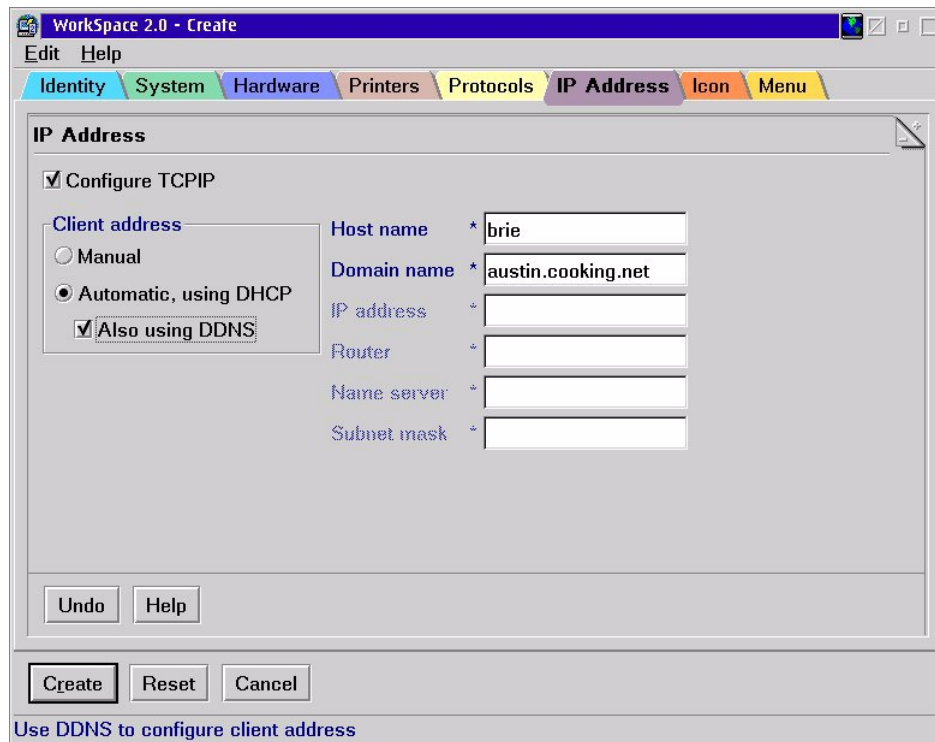 WorkSpace 2.0 - Create
Edit Help
Identity System Hardware Printers Protocols IP Address Icon Menu
IP Address
Configure TCPIP
Client address
Manual
Automatic, using DHCP
Also using DDNS
Host name * brie
Domain name * austin.cooking.net
IP address *
Router *
Name server *
Subnet mask *
Undo Help
Create Reset Cancel
Use DDNS to configure client address